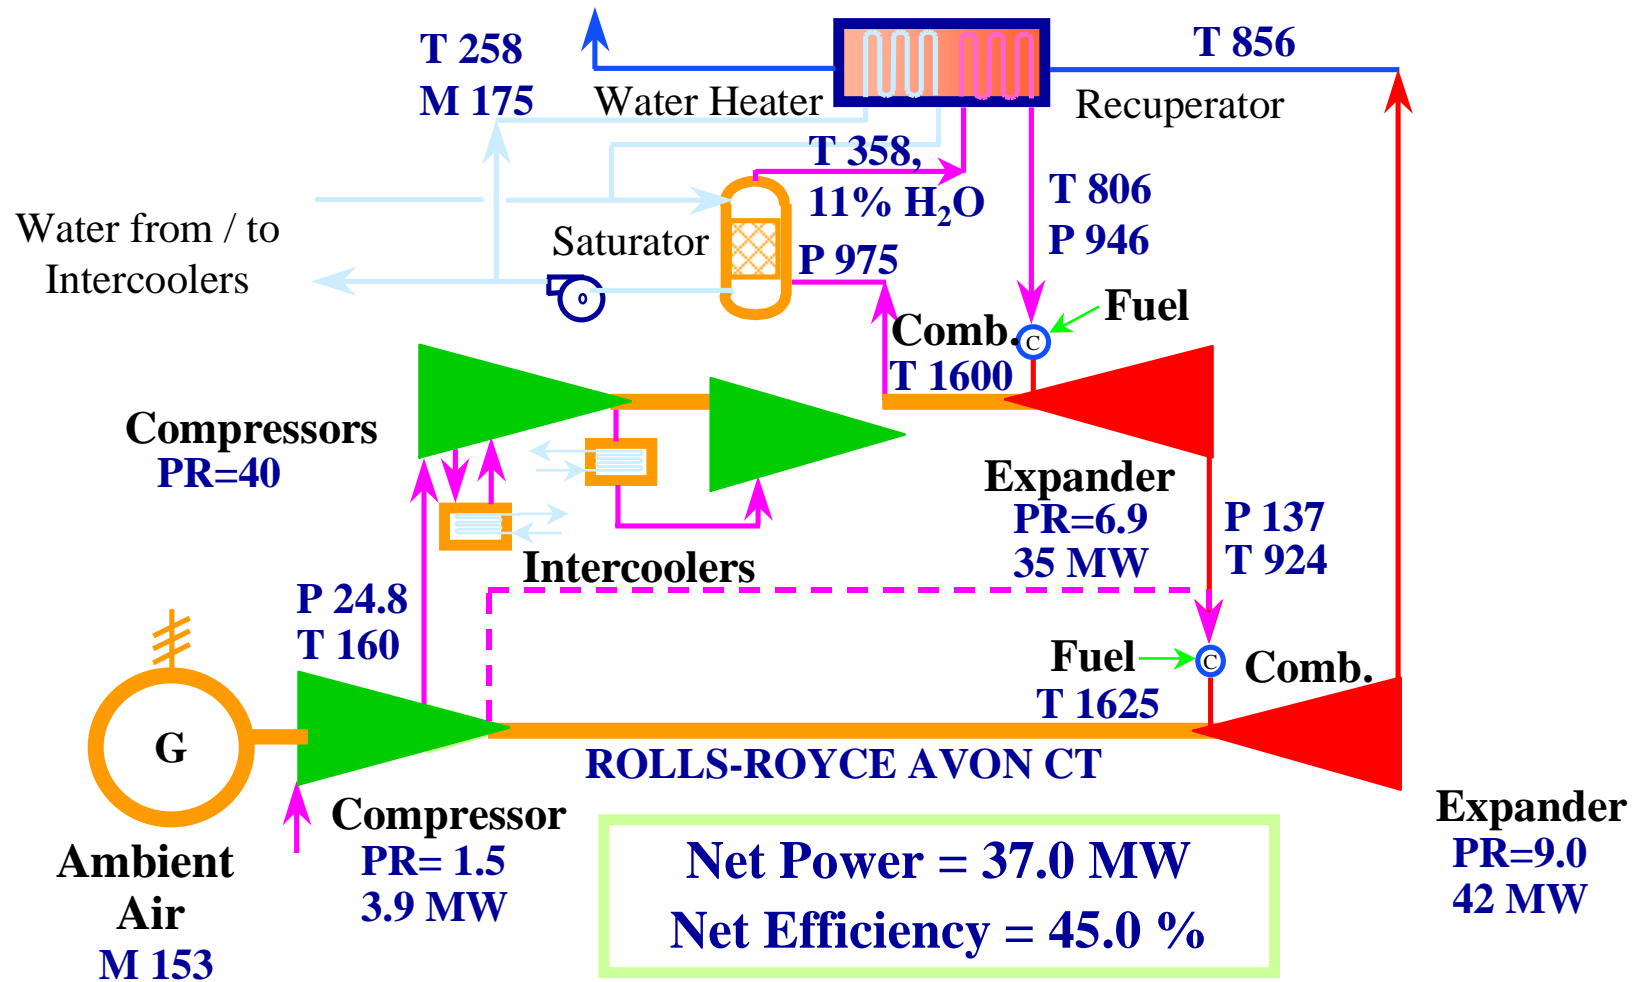 T 258
M 175
Water Heater
T 856
Recuperator
T 358,
11% H₂O
T 806
P 946
Water from / to
Intercoolers
Saturator
P 975
Fuel
Comb.
C
T 1600
Compressors
PR=40
Expander
PR=6.9
35 MW
P 137
T 924
Intercoolers
P 24.8
T 160
Fuel
C
Comb.
T 1625
G
ROLLS-ROYCE AVON CT
Compressor
PR= 1.5
3.9 MW
Ambient
Air
M 153
Net Power = 37.0 MW
Net Efficiency = 45.0 %
Expander
PR=9.0
42 MW